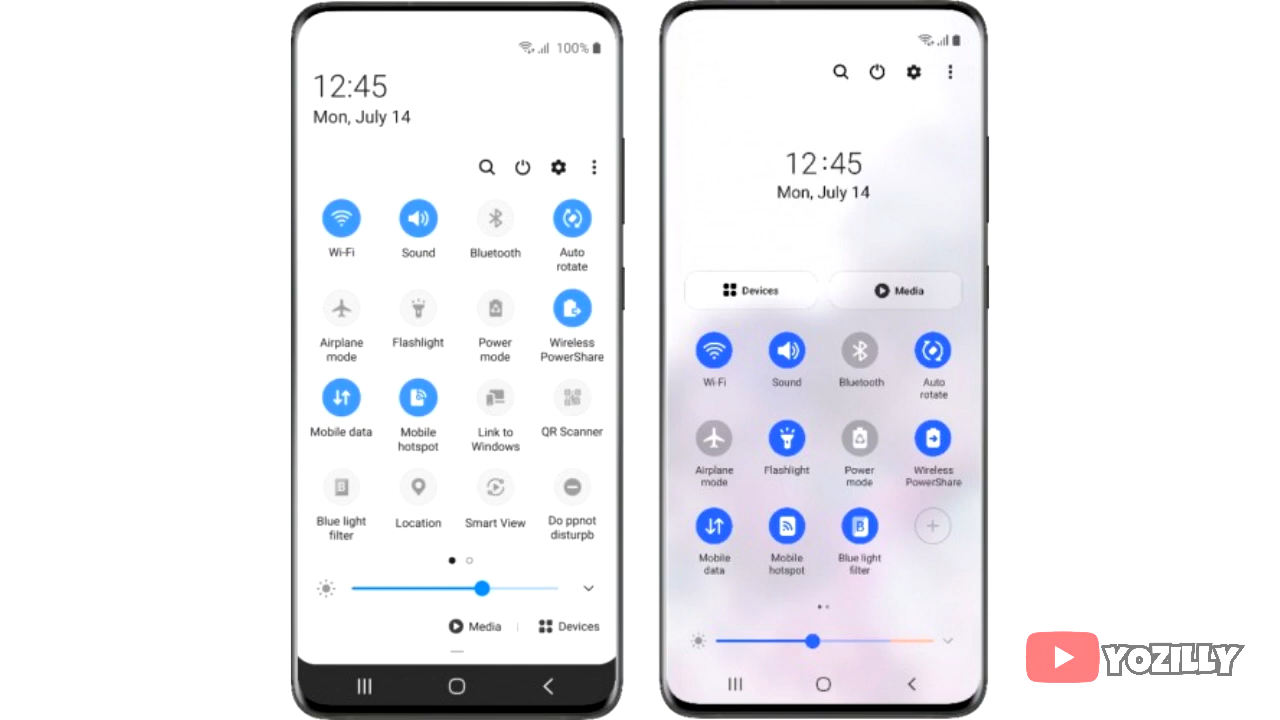 100%
12:45
Mon, July 14
Wi-Fi
Sound
Bluetooth
Auto
rotate
Airplane
mode
Flashlight
Power
mode
Wireless
PowerShare
Mobile data
Mobile
hotspot
Link to
Windows
QR Scanner
Blue light
filter
Location
Smart View
Do ppnot
disturpb
Media
Devices
12:45
Mon, July 14
Devices
Media
Wi-Fi
Sound
Bluetooth
Auto
rotate
Airplane
mode
Flashlight
Power
mode
Wireless
PowerShare
Mobile
data
Mobile
hotspot
Blue light
filter
YOZILLY